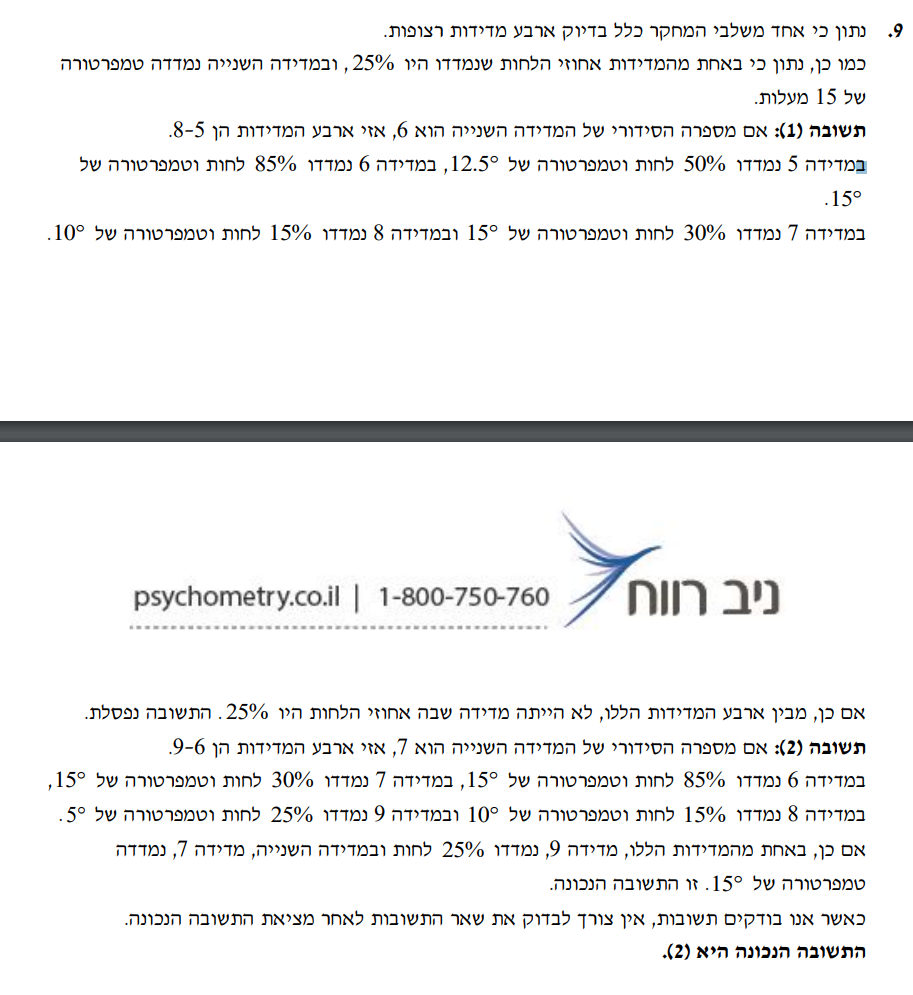 9. נתון כי אחד משלבי המחקר כלל בדיוק ארבע מדידות רצופות.
כמו כן, נתון כי באחת מהמדידות אחוזי הלחות שנמדדו היו 25%, ובמדידה השנייה נמדדה טמפרטורה
של 15 מעלות.
תשובה (1): אם מספרה הסידורי של המדידה השנייה הוא 6, אזי ארבע המדידות הן 8-5.
במדידה 5 נמדדו 50% לחות וטמפרטורה של 12.5°, במדידה 6 נמדדו 85% לחות וטמפרטורה של
15°.
במדידה 7 נמדדו 30% לחות וטמפרטורה של 15° ובמדידה 8 נמדדו 15% לחות וטמפרטורה של 10°.
ניב רווח
psychometry.co.il | 1-800-750-760
אם כן, מבין ארבע המדידות הללו, לא הייתה מדידה שבה אחוזי הלחות היו 25%. התשובה נפסלת.
תשובה (2): אם מספרה הסידורי של המדידה השנייה הוא 7, אזי ארבע המדידות הן 9-6.
במדידה 6 נמדדו 85% לחות וטמפרטורה של 15°, במדידה 7 נמדדו 30% לחות וטמפרטורה של 15°,
במדידה 8 נמדדו 15% לחות וטמפרטורה של 10° ובמדידה 9 נמדדו 25% לחות וטמפרטורה של 5°.
אם כן, באחת מהמדידות הללו, מדידה 9, נמדדו 25% לחות ובמדידה השנייה, מדידה 7, נמדדה
טמפרטורה של 15°. זו התשובה הנכונה.
כאשר אנו בודקים תשובות, אין צורך לבדוק את שאר התשובות לאחר מציאת התשובה הנכונה.
התשובה הנכונה היא (2).